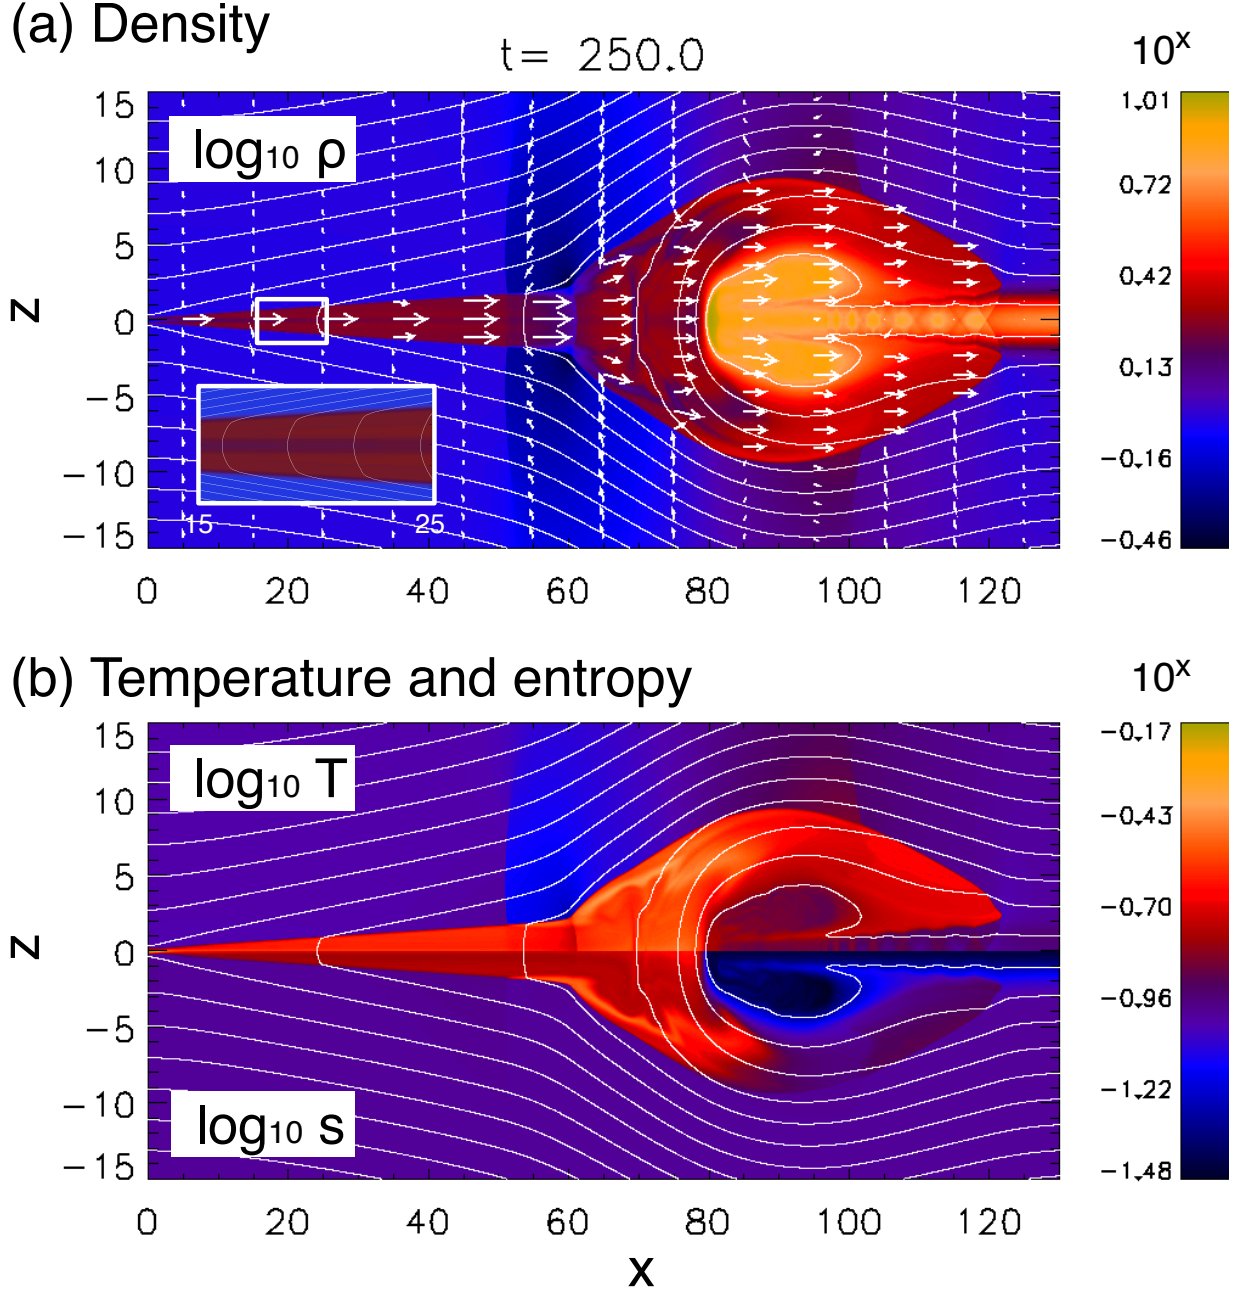 (a) Density
t= 250.0
10^x
log10 ρ
15
10
5
0
−5
−10
−15
z
15
25
0 20 40 60 80 100 120
1.01
0.72
0.42
0.13
−0.16
−0.46
(b) Temperature and entropy
10^x
log10 T
15
10
5
0
−5
−10
−15
z
log10 s
0 20 40 60 80 100 120
x
−0.17
−0.43
−0.70
−0.96
−1.22
−1.48